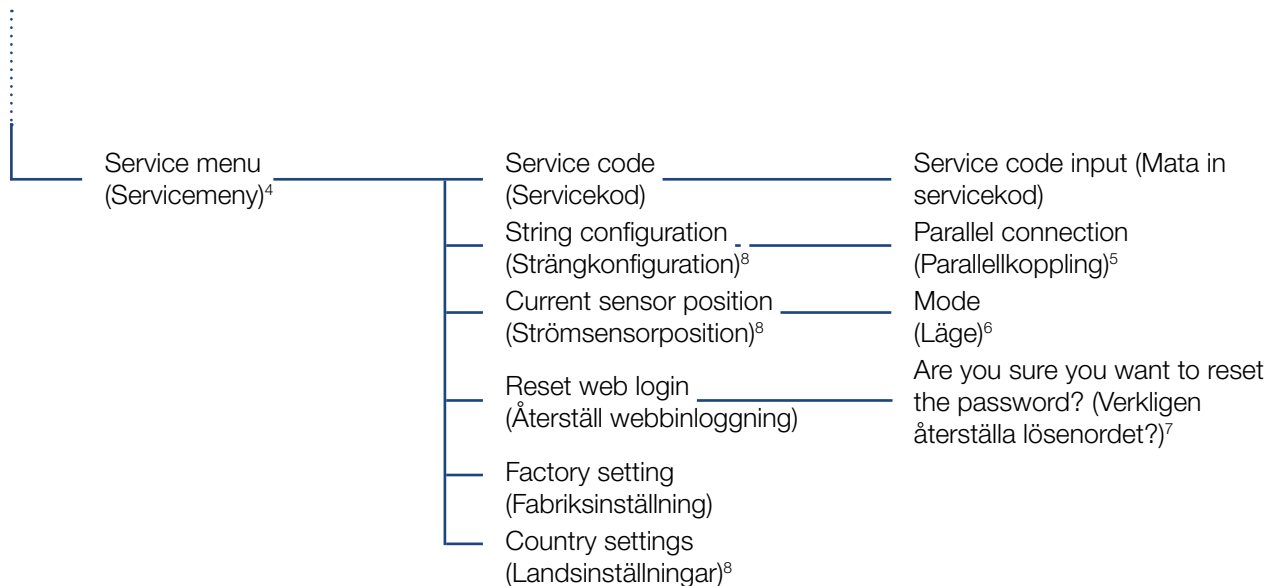 Service menu
(Servicemeny)⁴
Service code
(Servicekod)
Service code input (Mata in
servicekod)
String configuration
(Strängkonfiguration)⁸
Parallel connection
(Parallellkoppling)⁵
Current sensor position
(Strömsensorposition)⁸
Mode
(Läge)⁶
Reset web login
(Återställ webbinloggning)
Are you sure you want to reset
the password? (Verkligen
återställa lösenordet?)⁷
Factory setting
(Fabriksinställning)
Country settings
(Landsinställningar)⁸